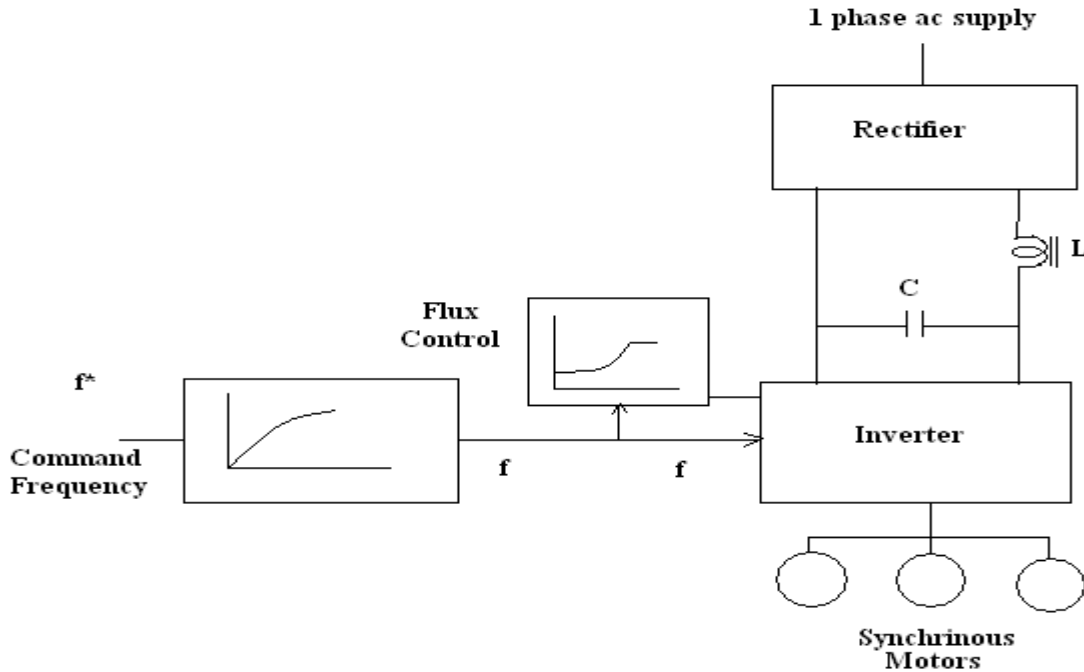 1 phase ac supply
Rectifier
L
C
Flux
Control
f*
Command
Frequency
f
f
Inverter
Synchrinous
Motors